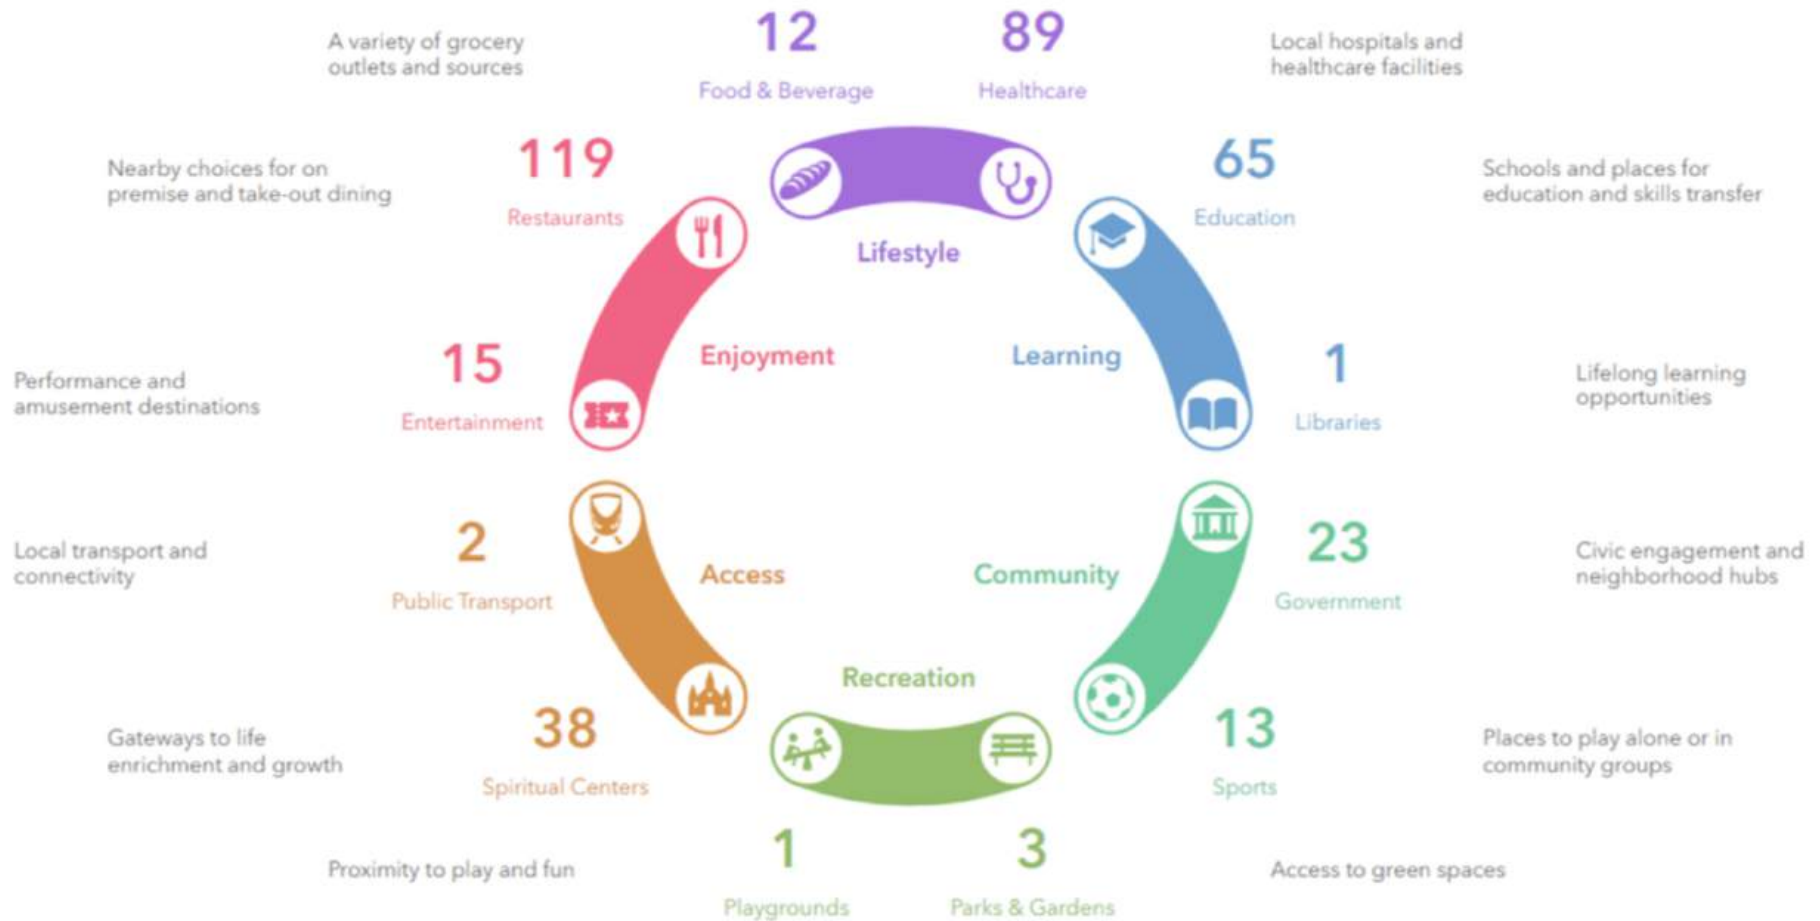 12
89
A variety of grocery
outlets and sources
Food & Beverage
Healthcare
Local hospitals and
healthcare facilities
Nearby choices for on
premise and take-out dining
119
Restaurants
65
Education
Schools and places for
education and skills transfer
Lifestyle
Performance and
amusement destinations
15
Entertainment
Enjoyment
Learning
1
Libraries
Lifelong learning
opportunities
Local transport and
connectivity
2
Public Transport
Access
Community
23
Government
Civic engagement and
neighborhood hubs
Gateways to life
enrichment and growth
38
Spiritual Centers
Recreation
13
Sports
Places to play alone or in
community groups
Proximity to play and fun
1
Playgrounds
3
Parks & Gardens
Access to green spaces